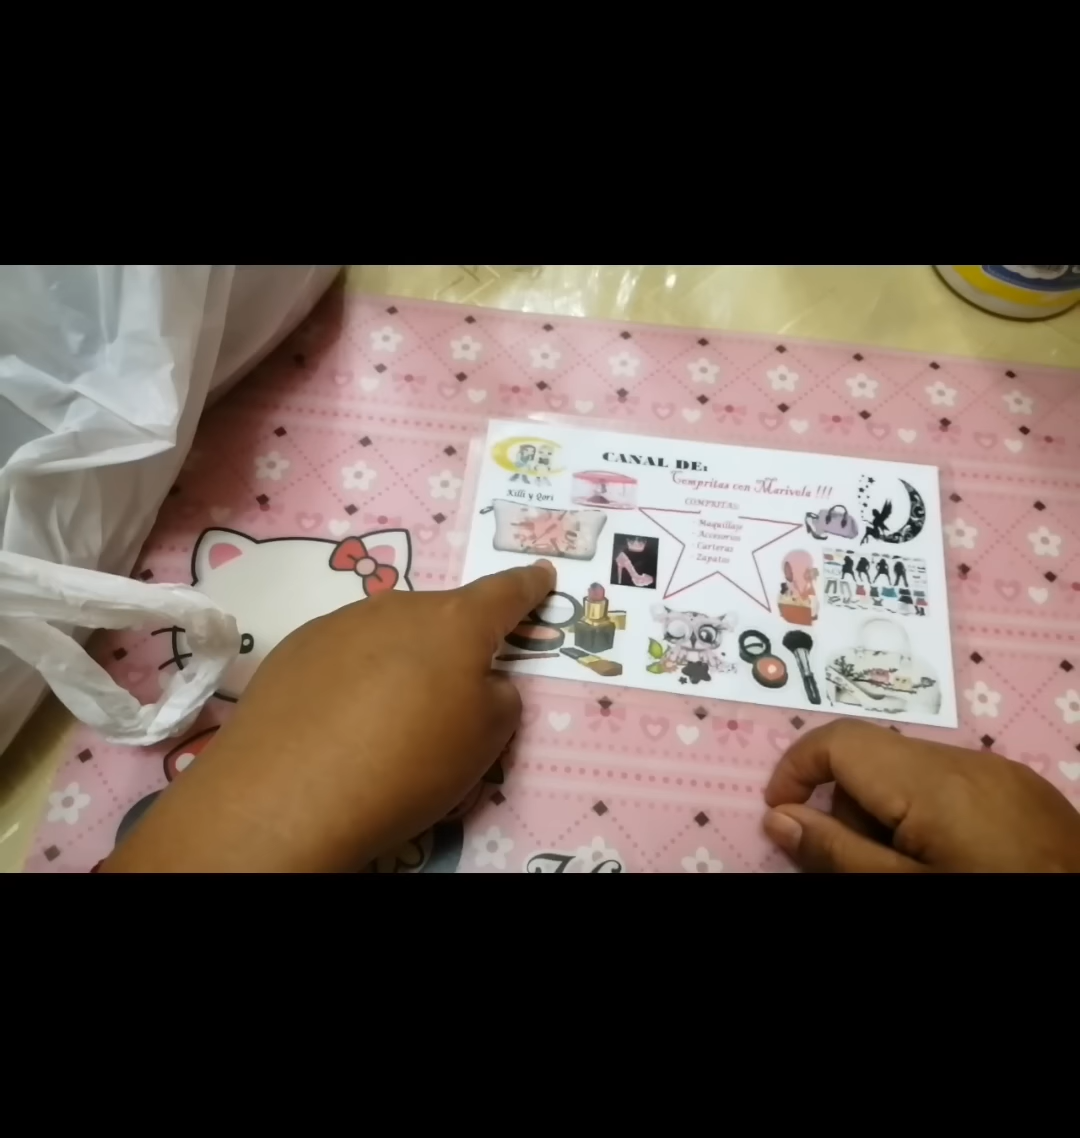 CANAL DE:
Compritas con Marivela !!!
Killi y Qori
COMPRITAS:
- Maquillaje
- Accesorios
- Carteras
- Zapatos